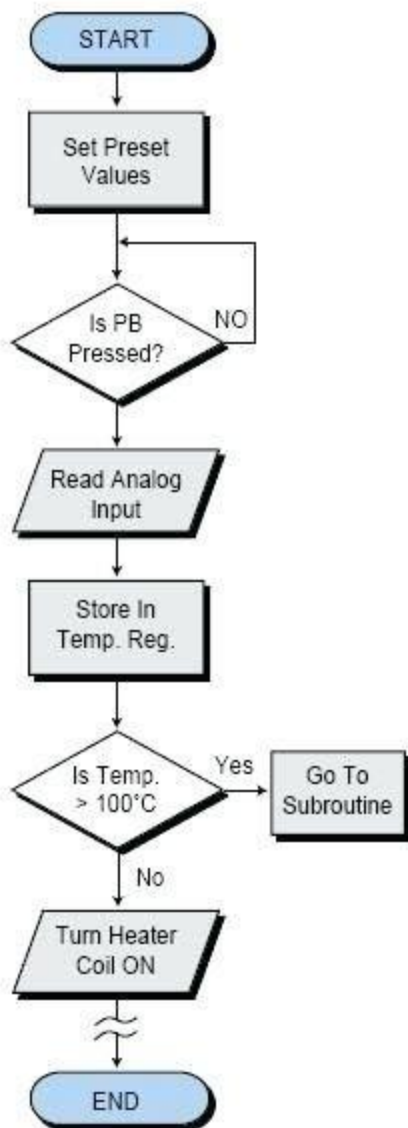 START
Set Preset
Values
Is PB
Pressed?
NO
Read Analog
Input
Store In
Temp. Reg.
Is Temp.
> 100°C
Yes
Go To
Subroutine
No
Turn Heater
Coil ON
END